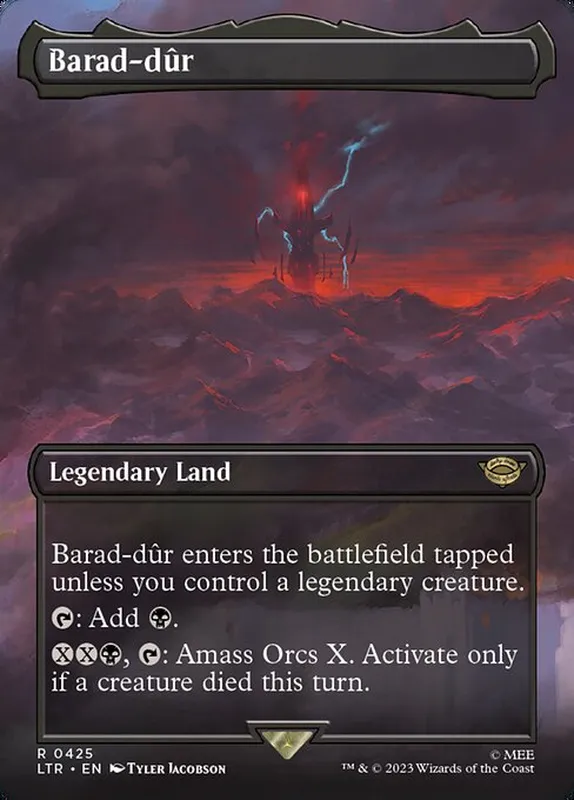 Barad-dûr
Legendary Land
Barad-dûr enters the battlefield tapped
unless you control a legendary creature.
: Add .
XX, : Amass Orcs X. Activate only
if a creature died this turn.
R 0425
LTR • EN Tyler Jacobson
© MEE
™ & © 2023 Wizards of the Coast